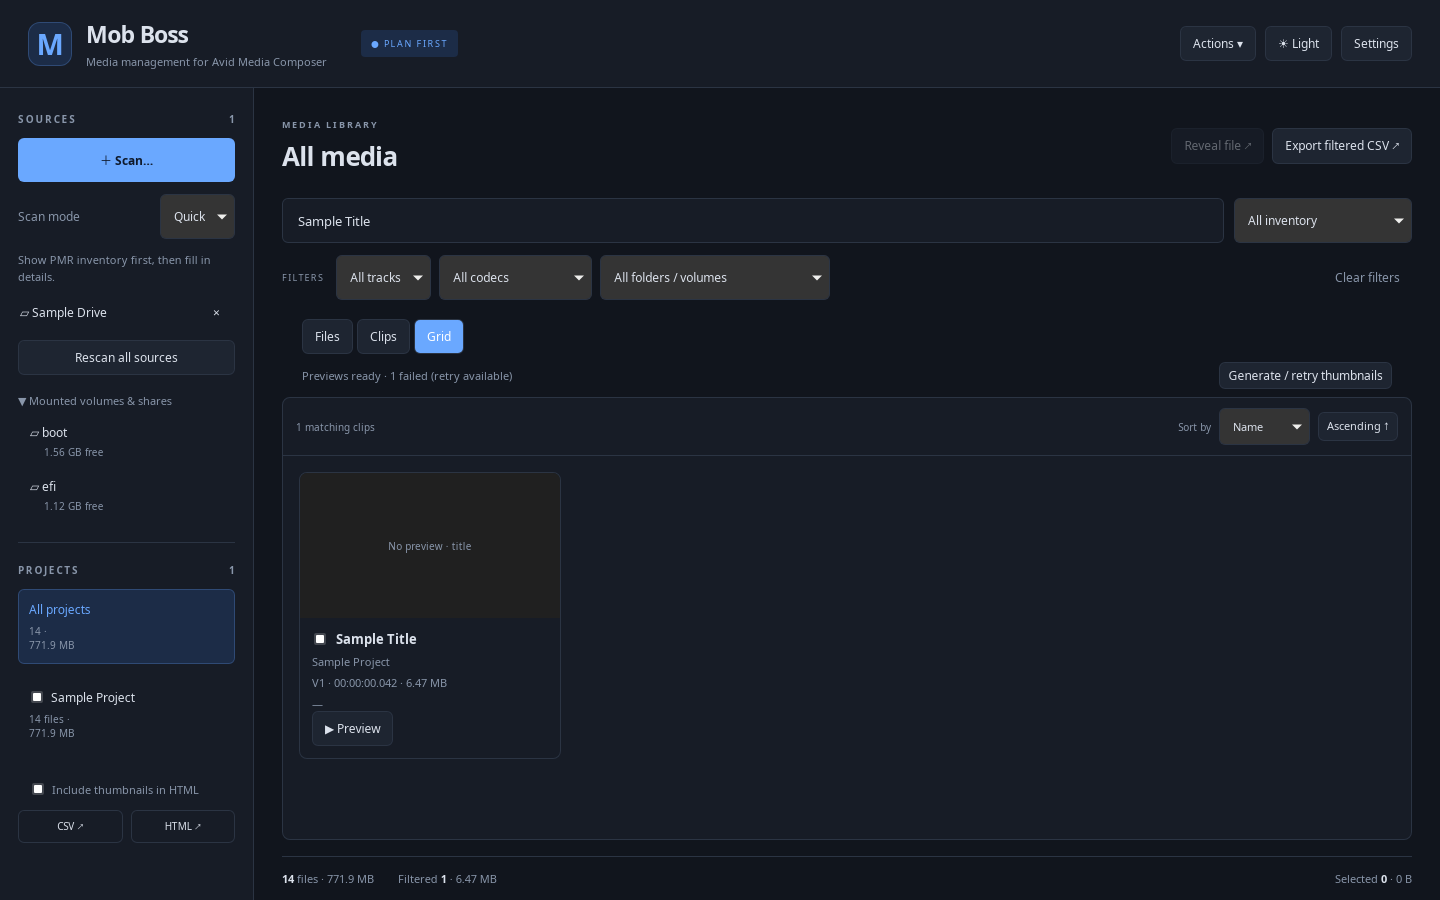 M
Mob Boss
Media management for Avid Media Composer
● PLAN FIRST
Actions ▾
☀ Light
Settings
SOURCES 1
+ Scan...
Scan mode Quick
Show PMR inventory first, then fill in
details.
▱ Sample Drive ×
Rescan all sources
▼ Mounted volumes & shares
▱ boot
1.56 GB free
▱ efi
1.12 GB free
PROJECTS 1
All projects
14 ·
771.9 MB
Sample Project
14 files ·
771.9 MB
Include thumbnails in HTML
CSV ↗ HTML ↗
MEDIA LIBRARY
All media
Reveal file ↗ Export filtered CSV ↗
Sample Title All inventory
FILTERS All tracks All codecs All folders / volumes Clear filters
Files Clips Grid
Previews ready · 1 failed (retry available) Generate / retry thumbnails
1 matching clips Sort by Name Ascending ↑
No preview · title
Sample Title
Sample Project
V1 · 00:00:00.042 · 6.47 MB
—
▶ Preview
14 files · 771.9 MB Filtered 1 · 6.47 MB Selected 0 · 0 B